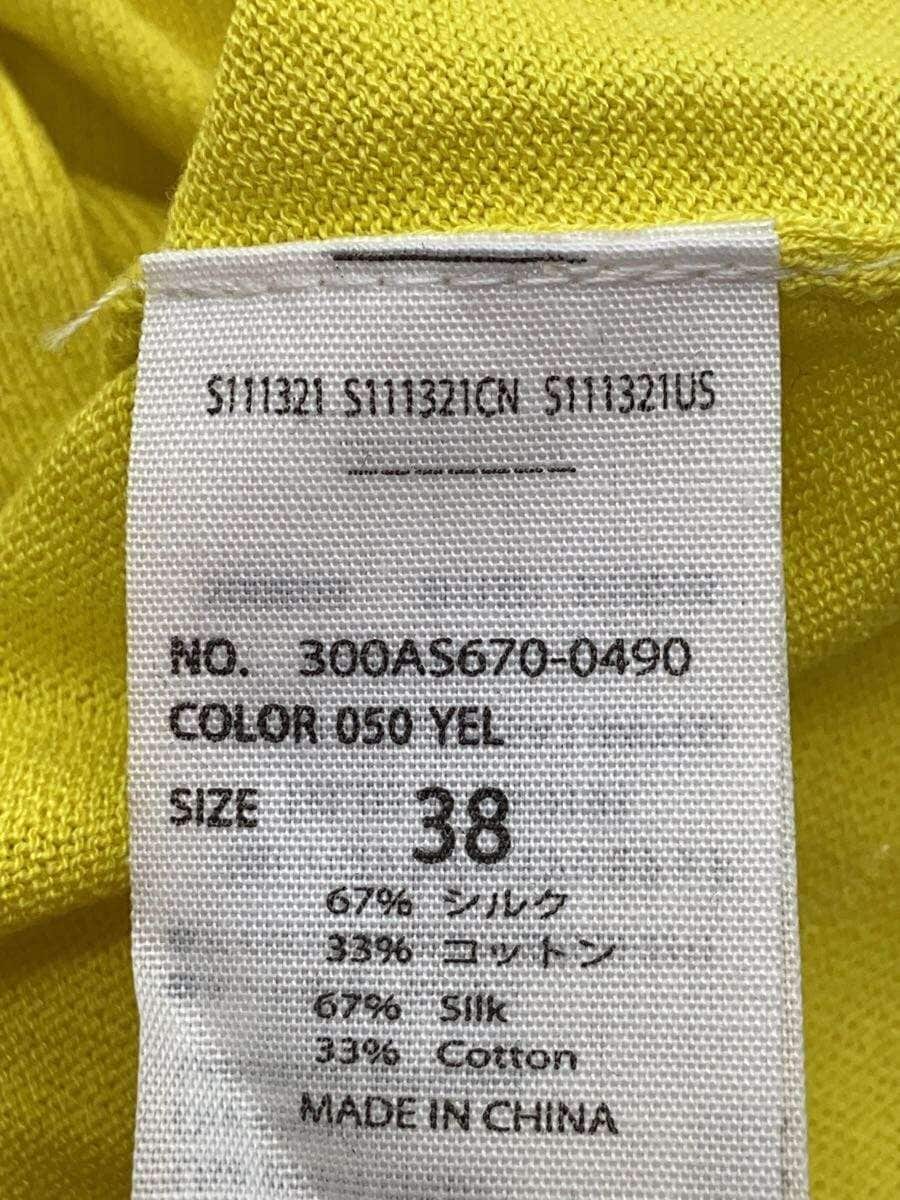 S111321 S111321CN S111321US
NO. 300AS670-0490
COLOR 050 YEL
SIZE 38
67% シルク
33% コットン
67% Silk
33% Cotton
MADE IN CHINA